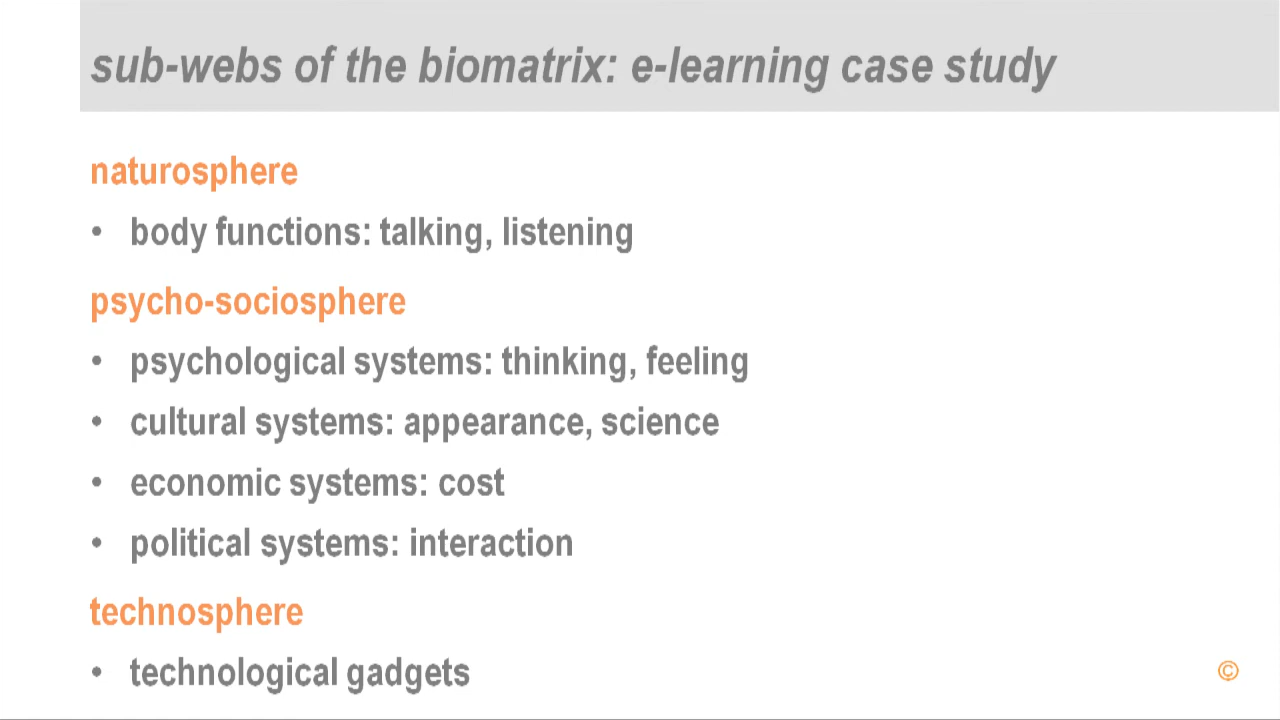 sub-webs of the biomatrix: e-learning case study
naturosphere
• body functions: talking, listening
psycho-sociosphere
• psychological systems: thinking, feeling
• cultural systems: appearance, science
• economic systems: cost
• political systems: interaction
technosphere
• technological gadgets
©